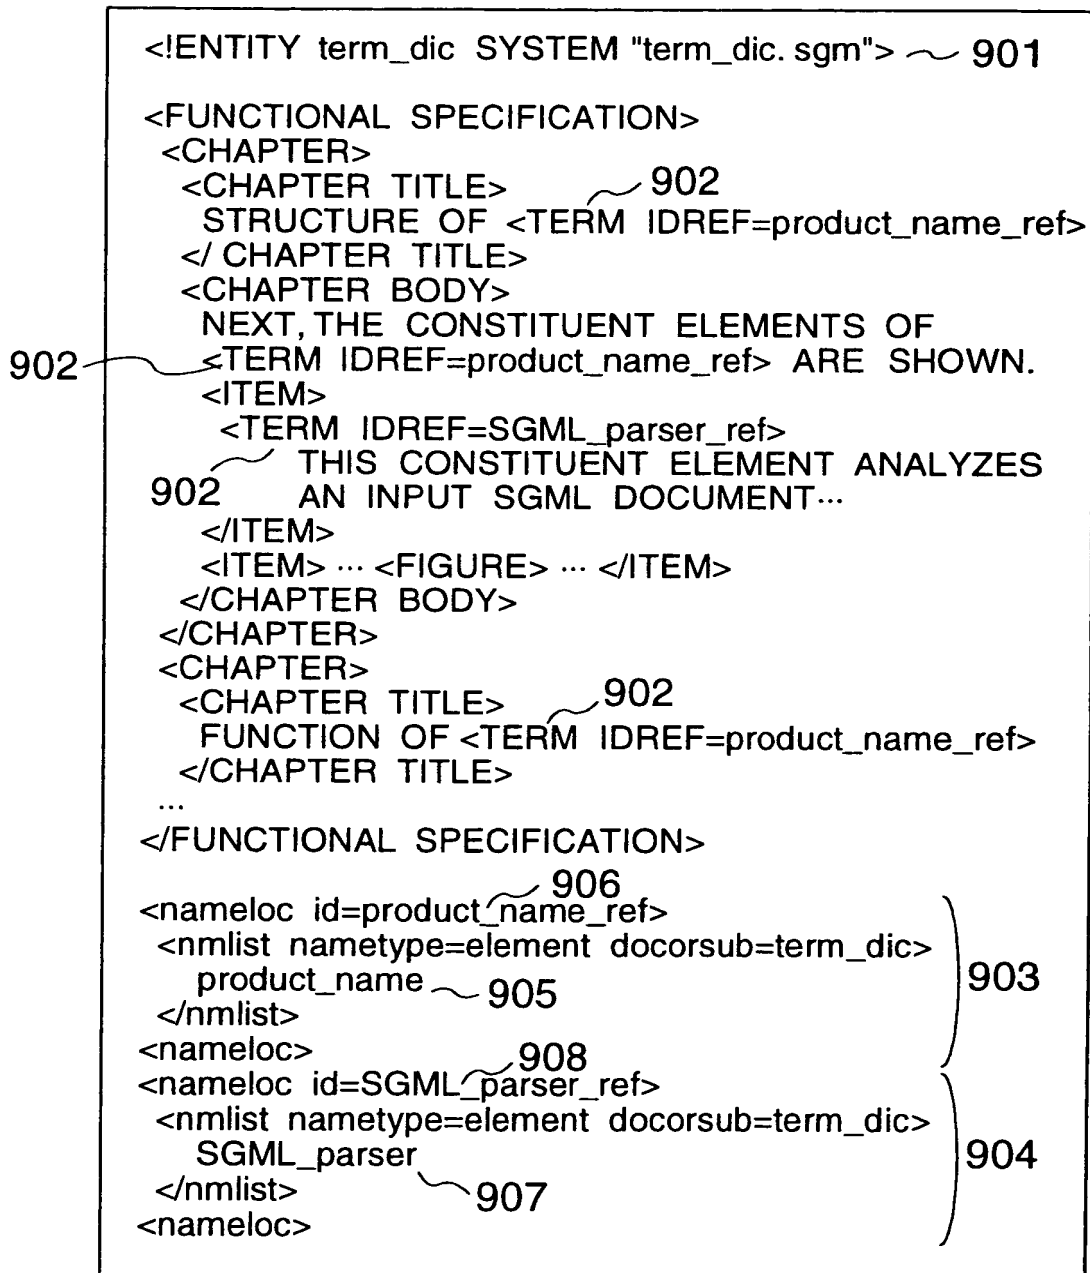 <!ENTITY term_dic SYSTEM "term_dic. sgm"> 901
<FUNCTIONAL SPECIFICATION>
<CHAPTER>
<CHAPTER TITLE> 902
STRUCTURE OF <TERM IDREF=product_name_ref>
</ CHAPTER TITLE>
<CHAPTER BODY>
NEXT, THE CONSTITUENT ELEMENTS OF
902 <TERM IDREF=product_name_ref> ARE SHOWN.
<ITEM>
<TERM IDREF=SGML_parser_ref>
THIS CONSTITUENT ELEMENT ANALYZES
902 AN INPUT SGML DOCUMENT...
</ITEM>
<ITEM> ... <FIGURE> ... </ITEM>
</CHAPTER BODY>
</CHAPTER>
<CHAPTER>
<CHAPTER TITLE> 902
FUNCTION OF <TERM IDREF=product_name_ref>
</CHAPTER TITLE>
...
</FUNCTIONAL SPECIFICATION>
906
<nameloc id=product_name_ref>
<nmlist nametype=element docorsub=term_dic>
product_name 905 903
</nmlist>
<nameloc> 908
<nameloc id=SGML_parser_ref>
<nmlist nametype=element docorsub=term_dic>
SGML_parser 904
</nmlist> 907
<nameloc>